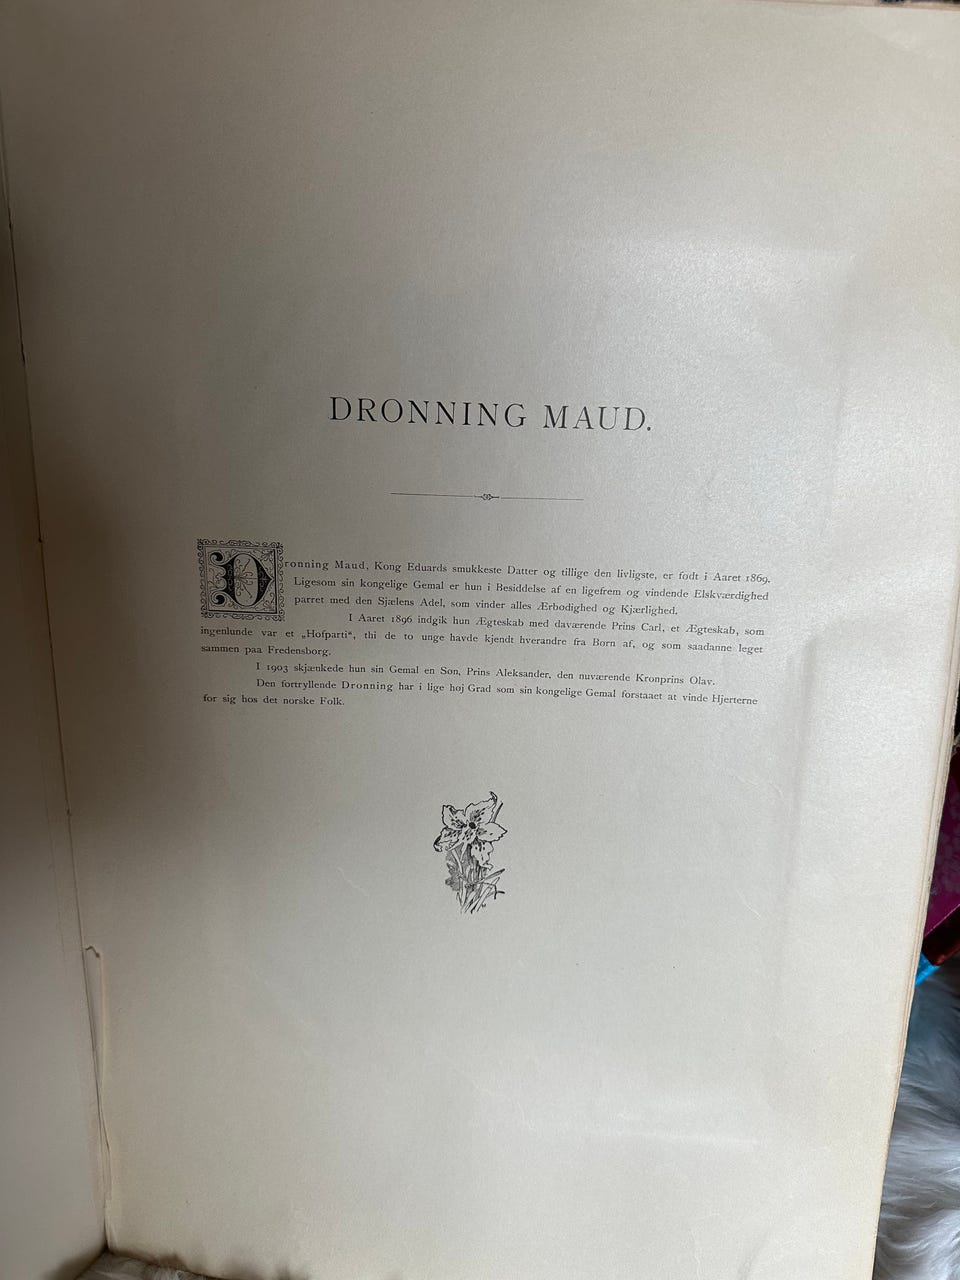 DRONNING MAUD.
Dronning Maud, Kong Eduards smukkeste Datter og tillige den livligste, er født i Aaret 1869.
Ligesom sin kongelige Gemal er hun i Besiddelse af en ligefrem og vindende Elskværdighed
parret med den Sjælens Adel, som vinder alles Ærbødighed og Kjærlighed.
I Aaret 1896 indgik hun Ægteskab med daværende Prins Carl, et Ægteskab, som
ingenlunde var et „Hofparti“, thi de to unge havde kjendt hverandre fra Børn af, og som saadanne leget
sammen paa Fredensborg.
I 1903 skjænkede hun sin Gemal en Søn, Prins Aleksander, den nuværende Kronprins Olav.
Den fortryllende Dronning har i lige høj Grad som sin kongelige Gemal forstaaet at vinde Hjerterne
for sig hos det norske Folk.